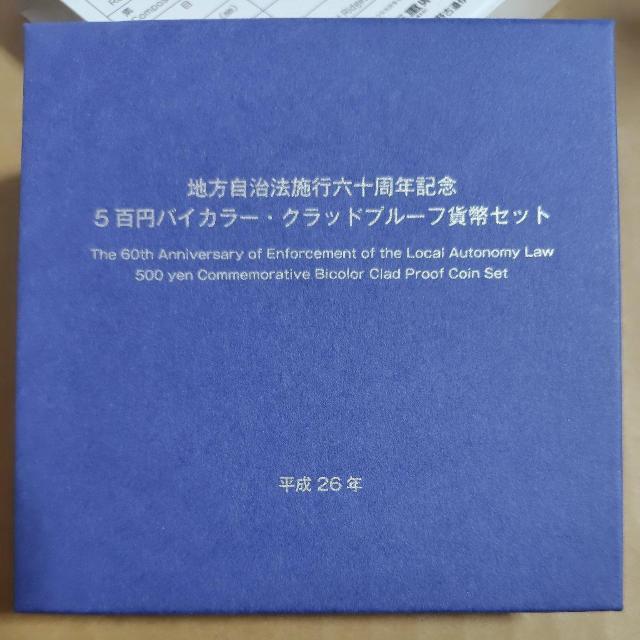 地方自治法施行六十周年記念
5百円バイカラー・クラッドプルーフ貨幣セット
The 60th Anniversary of Enforcement of the Local Autonomy Law
500 yen Commemorative Bicolor Clad Proof Coin Set
平成26年